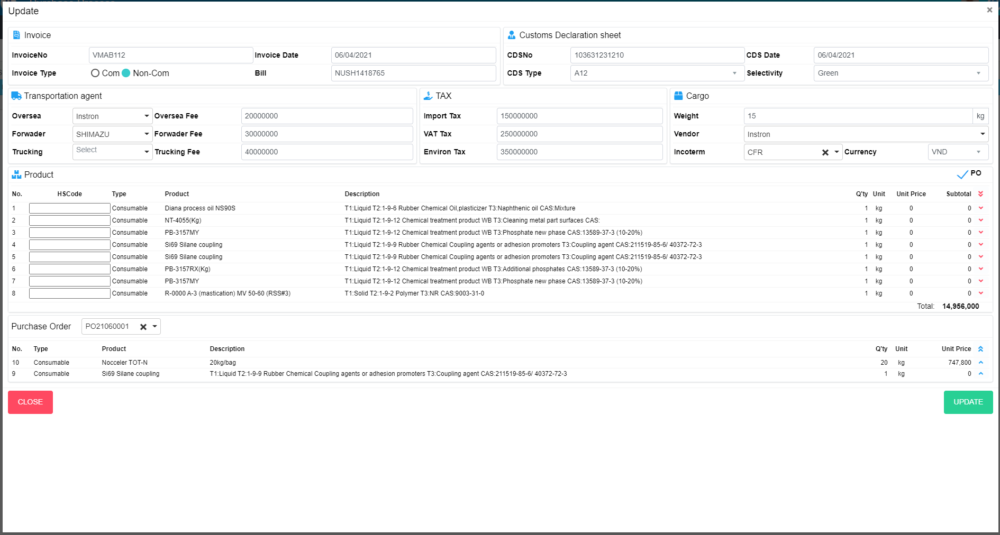 Update ×
Invoice
InvoiceNo VMAB112 Invoice Date 06/04/2021
Invoice Type Com Non-Com Bill NUSH1418765
Customs Declaration sheet
CDSNo 103631231210 CDS Date 06/04/2021
CDS Type A12 Selectivity Green
Transportation agent
Oversea Instron Oversea Fee 20000000
Forwader SHIMAZU Forwader Fee 30000000
Trucking Select Trucking Fee 40000000
TAX
Import Tax 150000000
VAT Tax 250000000
Environ Tax 350000000
Cargo
Weight 15 kg
Vendor Instron
Incoterm CFR Currency VND
Product PO
No. HSCode Type Product Description Q'ty Unit Unit Price Subtotal
1 Consumable Diana process oil NS90S T1:Liquid T2:1-9-6 Rubber Chemical Oil,plasticizer T3:Naphthenic oil CAS:Mixture 1 kg 0 0
2 Consumable NT-4055(Kg) T1:Liquid T2:1-9-12 Chemical treatment product WB T3:Cleaning metal part surfaces CAS: 1 kg 0 0
3 Consumable PB-3157MY T1:Liquid T2:1-9-12 Chemical treatment product WB T3:Phosphate new phase CAS:13589-37-3 (10-20%) 1 kg 0 0
4 Consumable Si69 Silane coupling T1:Liquid T2:1-9-9 Rubber Chemical Coupling agents or adhesion promoters T3:Coupling agent CAS:211519-85-6/ 40372-72-3 1 kg 0 0
5 Consumable Si69 Silane coupling T1:Liquid T2:1-9-9 Rubber Chemical Coupling agents or adhesion promoters T3:Coupling agent CAS:211519-85-6/ 40372-72-3 1 kg 0 0
6 Consumable PB-3157RX(Kg) T1:Liquid T2:1-9-12 Chemical treatment product WB T3:Additional phosphates CAS:13589-37-3 (10-20%) 1 kg 0 0
7 Consumable PB-3157MY T1:Liquid T2:1-9-12 Chemical treatment product WB T3:Phosphate new phase CAS:13589-37-3 (10-20%) 1 kg 0 0
8 Consumable R-0000 A-3 (mastication) MV 50-60 (RSS#3) T1:Solid T2:1-9-2 Polymer T3:NR CAS:9003-31-0 1 kg 0 0
Total: 14,956,000
Purchase Order PO21060001
No. Type Product Description Q'ty Unit Unit Price
10 Consumable Nocceler TOT-N 20kg/bag 20 kg 747,800
9 Consumable Si69 Silane coupling T1:Liquid T2:1-9-9 Rubber Chemical Coupling agents or adhesion promoters T3:Coupling agent CAS:211519-85-6/ 40372-72-3 1 kg 0
CLOSE UPDATE